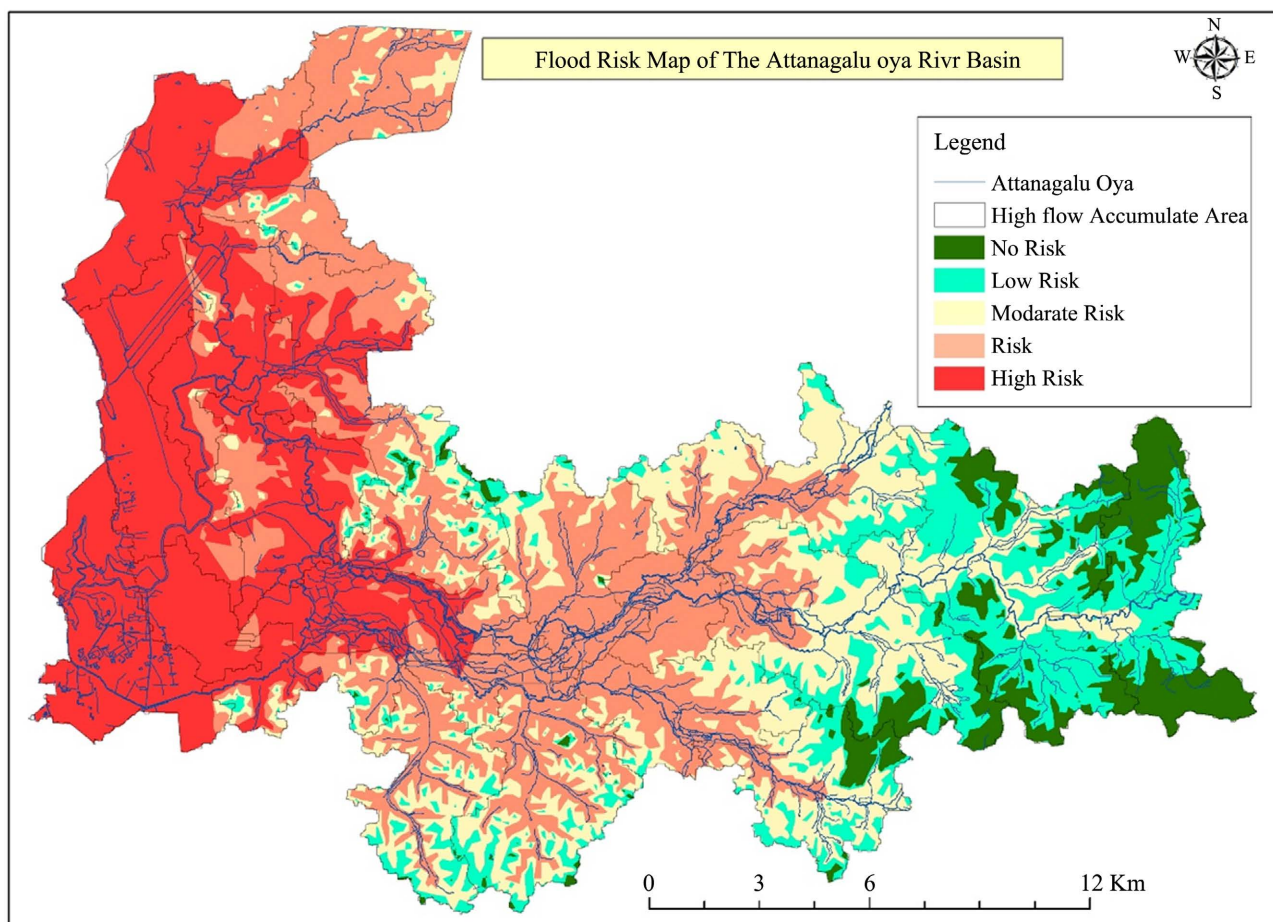 Flood Risk Map of The Attanagalu oya Rivr Basin
N
W E
S
Legend
Attanagalu Oya
High flow Accumulate Area
No Risk
Low Risk
Modarate Risk
Risk
High Risk
0 3 6 12 Km